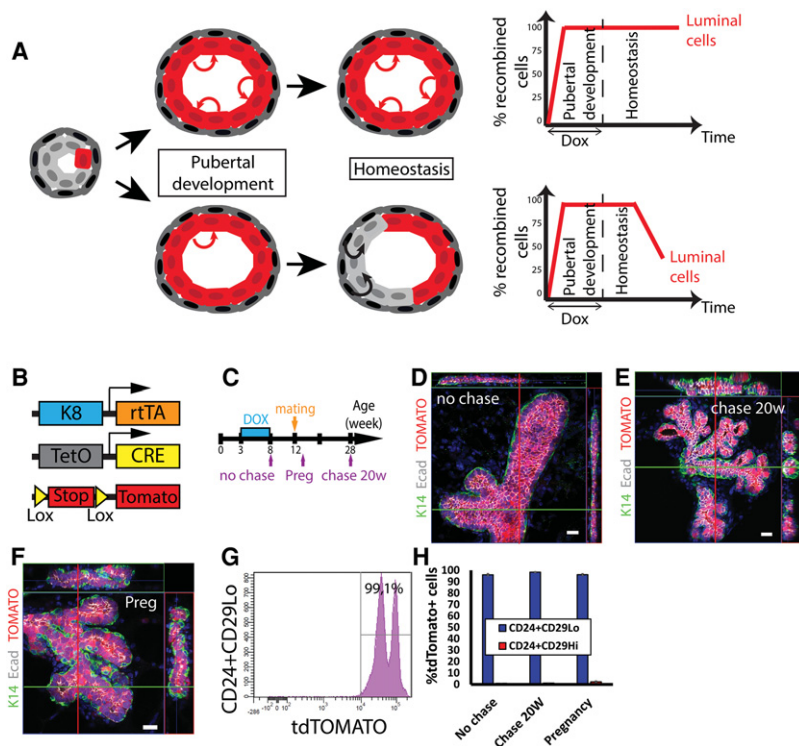 A
Pubertal
development
Homeostasis
% recombined
cells
100
75
50
25
0
Pubertal
development
Homeostasis
Luminal
cells
Time
Dox
% recombined
cells
100
75
50
25
0
Pubertal
development
Homeostasis
Luminal
cells
Time
Dox
B
K8
rtTA
TetO
CRE
Stop
Tomato
Lox
Lox
C
DOX
mating
Age
(week)
0
3
8
12
28
no chase
Preg
chase 20w
D
K14 Ecad TOMATO
no chase
E
K14 Ecad TOMATO
chase 20w
F
K14 Ecad TOMATO
Preg
G
CD24+CD29Lo
99,1%
tdTOMATO
H
%tdTomato+ cells
100
90
80
70
60
50
40
30
20
10
0
CD24+CD29Lo
CD24+CD29Hi
No chase
Chase 20W
Pregnancy